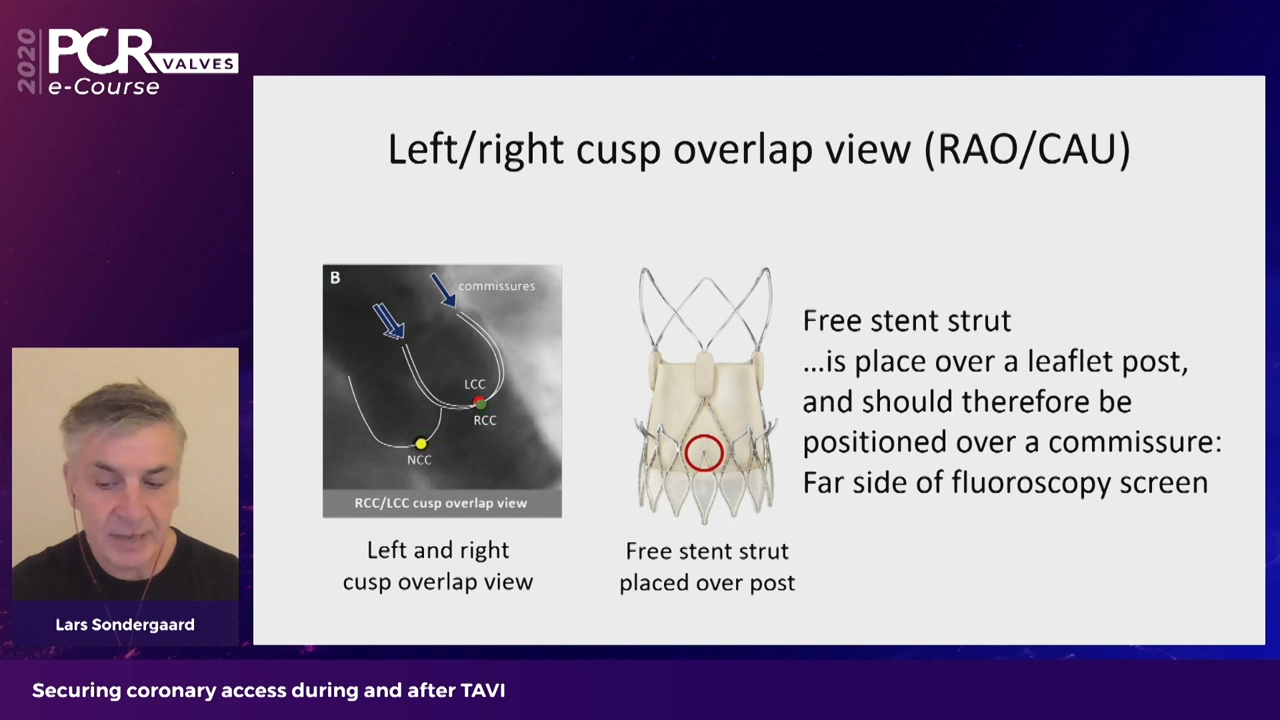 2020
PCR
VALVES
e-Course
Left/right cusp overlap view (RAO/CAU)
B
commissures
LCC
RCC
NCC
RCC/LCC cusp overlap view
Left and right
cusp overlap view
Free stent strut
placed over post
Free stent strut
...is place over a leaflet post,
and should therefore be
positioned over a commissure:
Far side of fluoroscopy screen
Lars Sondergaard
Securing coronary access during and after TAVI